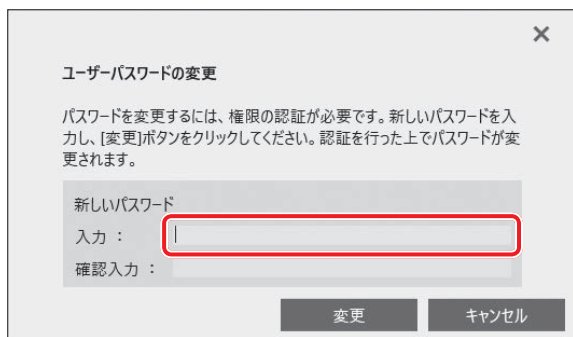 ユーザーパスワードの変更
パスワードを変更するには、権限の認証が必要です。新しいパスワードを入
力し、[変更]ボタンをクリックしてください。認証を行った上でパスワードが変
更されます。
新しいパスワード
入力 :
確認入力 :
変更 キャンセル